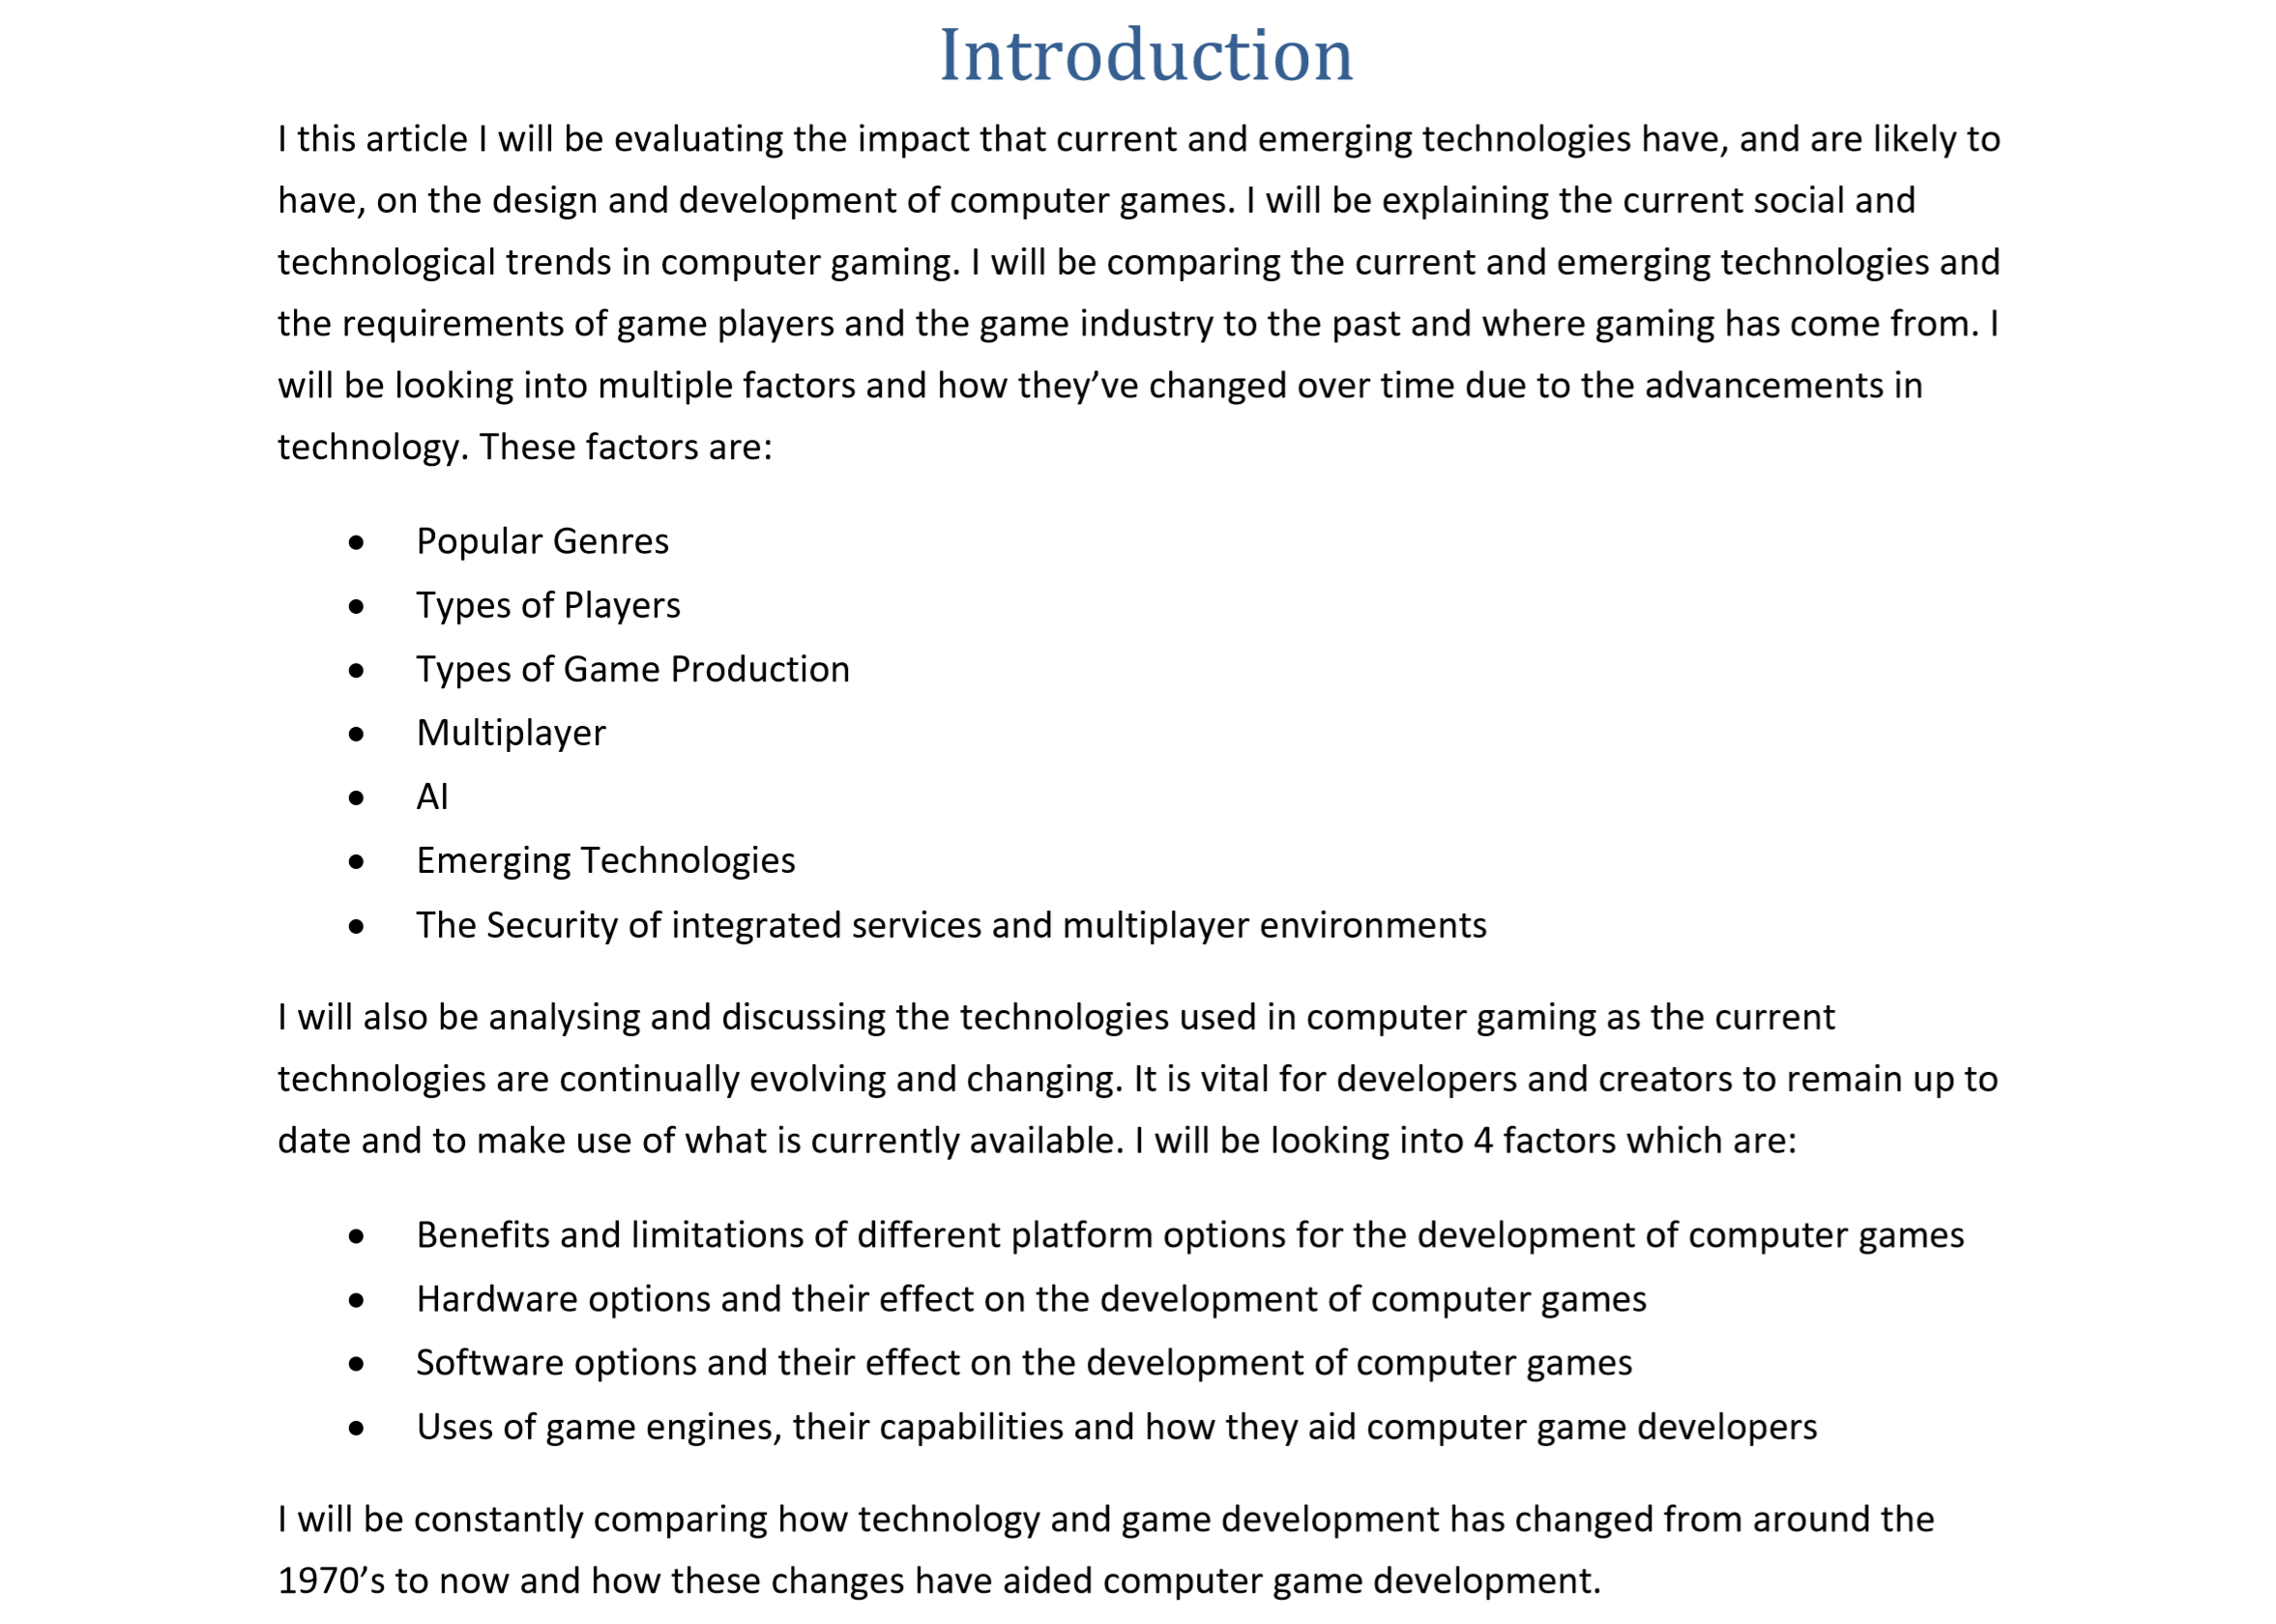 Introduction
I this article I will be evaluating the impact that current and emerging technologies have, and are likely to
have, on the design and development of computer games. I will be explaining the current social and
technological trends in computer gaming. I will be comparing the current and emerging technologies and
the requirements of game players and the game industry to the past and where gaming has come from. I
will be looking into multiple factors and how they’ve changed over time due to the advancements in
technology. These factors are:
• Popular Genres
• Types of Players
• Types of Game Production
• Multiplayer
• AI
• Emerging Technologies
• The Security of integrated services and multiplayer environments
I will also be analysing and discussing the technologies used in computer gaming as the current
technologies are continually evolving and changing. It is vital for developers and creators to remain up to
date and to make use of what is currently available. I will be looking into 4 factors which are:
• Benefits and limitations of different platform options for the development of computer games
• Hardware options and their effect on the development of computer games
• Software options and their effect on the development of computer games
• Uses of game engines, their capabilities and how they aid computer game developers
I will be constantly comparing how technology and game development has changed from around the
1970’s to now and how these changes have aided computer game development.